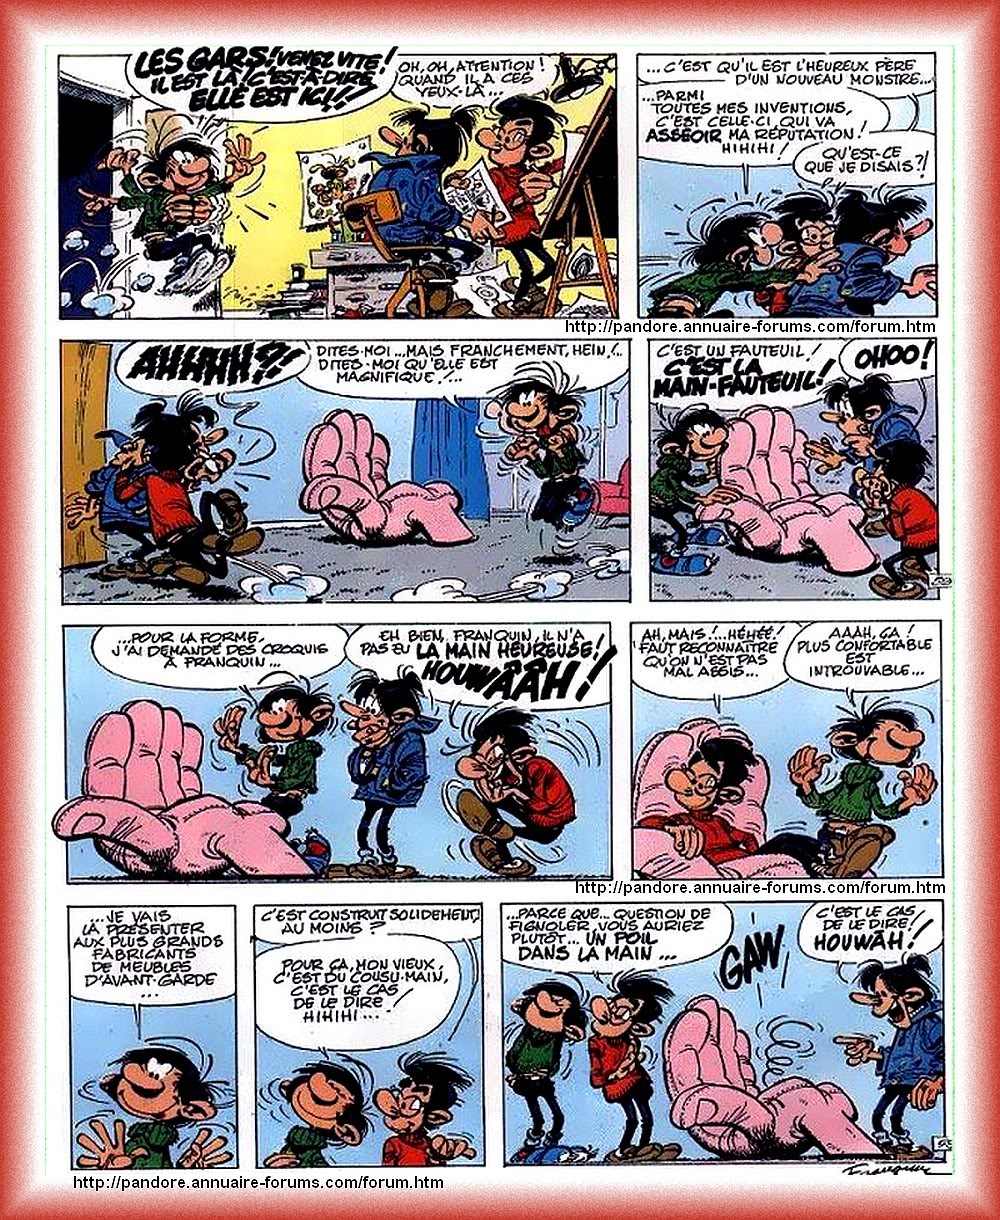 LES GARS! VENEZ VITE!
IL EST LÀ! C'EST-À-DIRE,
ELLE EST ICI!!
OH, OH, ATTENTION!
QUAND IL A CES
YEUX-LÀ...
...C'EST QU'IL EST L'HEUREUX PÈRE
D'UN NOUVEAU MONSTRE...
...PARMI
TOUTES MES INVENTIONS,
C'EST CELLE-CI QUI VA
ASSEOIR MA RÉPUTATION!
HIHIHI!
QU'EST-CE
QUE JE DISAIS?!
http://pandore.annuaire-forums.com/forum.htm
AHHHH?!
DITES-MOI... MAIS FRANCHEMENT, HEIN!..
DITES-MOI QU'ELLE EST
MAGNIFIQUE!...
C'EST UN FAUTEUIL!
C'EST LA
MAIN-FAUTEUIL!
OHOO!
...POUR LA FORME,
J'AI DEMANDÉ DES CROQUIS
À FRANQUIN...
EH BIEN, FRANQUIN, IL N'A
PAS EU LA MAIN HEUREUSE!
HOUWÂÂH!
AH, MAIS!...HÉHÉÉ!
FAUT RECONNAÎTRE
QU'ON N'EST PAS
MAL ASSIS...
AAAH, ÇA!
PLUS CONFORTABLE
EST
INTROUVABLE...
http://pandore.annuaire-forums.com/forum.htm
...JE VAIS
LA PRÉSENTER
AUX PLUS GRANDS
FABRICANTS
DE MEUBLES
D'AVANT-GARDE
...
C'EST CONSTRUIT SOLIDEMENT,
AU MOINS?
POUR ÇA, MON VIEUX,
C'EST DU COUSU-MAIN,
C'EST LE CAS
DE LE DIRE!
HIHIHI...
...PARCE QUE... QUESTION DE
FIGNOLER, VOUS AURIEZ
PLUTÔT... UN POIL
DANS LA MAIN...
GAW
C'EST LE CAS
DE LE DIRE!
HOUWÂH!
Franquin
http://pandore.annuaire-forums.com/forum.htm